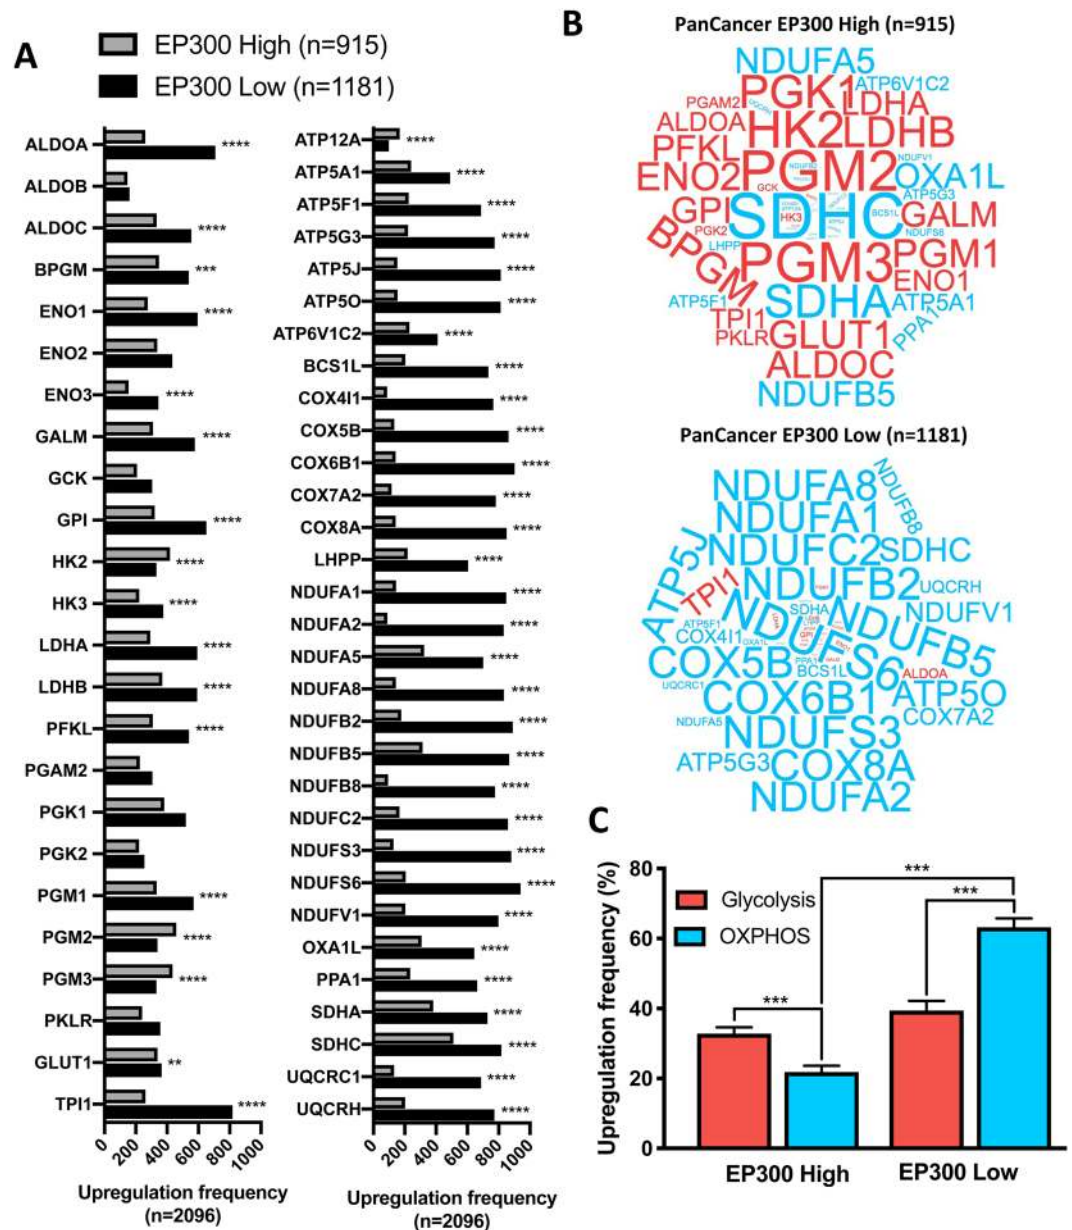 A
EP300 High (n=915)
EP300 Low (n=1181)
ALDOA
****
ALDOB
ALDOC
****
BPGM
***
ENO1
****
ENO2
ENO3
****
GALM
****
GCK
GPI
****
HK2
****
HK3
****
LDHA
****
LDHB
****
PFKL
****
PGAM2
PGK1
PGK2
PGM1
****
PGM2
****
PGM3
****
PKLR
GLUT1
**
TPI1
****
0
200
400
600
800
1000
Upregulation frequency
(n=2096)
ATP12A
****
ATP5A1
****
ATP5F1
****
ATP5G3
****
ATP5J
****
ATP5O
****
ATP6V1C2
****
BCS1L
****
COX4I1
****
COX5B
****
COX6B1
****
COX7A2
****
COX8A
****
LHPP
****
NDUFA1
****
NDUFA2
****
NDUFA5
****
NDUFA8
****
NDUFB2
****
NDUFB5
****
NDUFB8
****
NDUFC2
****
NDUFS3
****
NDUFS6
****
NDUFV1
****
OXA1L
****
PPA1
****
SDHA
****
SDHC
****
UQCRC1
****
UQCRH
****
0
200
400
600
800
1000
Upregulation frequency
(n=2096)
B
PanCancer EP300 High (n=915)
NDUFA5
PGK1
ATP6V1C2
PGAM2
UQCRH
LDHA
ALDOA
HK2
LDHB
PFKL
PGM2
NDUFV1
ENO2
GCK
OXA1L
ATP5G3
GPI
SDHC
HK3
BCS1L
GALM
PGK2
NDUFS6
BPGM
LHPP
PGM3
PGM1
ENO1
ATP5F1
SDHA
ATP5A1
TPI1
PPA1
PKLR
GLUT1
ALDOC
NDUFB5
PanCancer EP300 Low (n=1181)
NDUFA8
NDUFB8
NDUFA1
NDUFC2
SDHC
ATP5J
TPI1
NDUFB2
UQCRH
SDHA
NDUFV1
NDUFS6
NDUFB5
ATP5F1
COX4I1
OXA1L
GPI
ENO1
PPA1
COX5B
BCS1L
ALDOA
UQCRC1
COX6B1
ATP5O
NDUFA5
COX7A2
NDUFS3
ATP5G3
COX8A
NDUFA2
C
Upregulation frequency (%)
80
60
40
20
0
Glycolysis
OXPHOS
***
***
***
EP300 High
EP300 Low